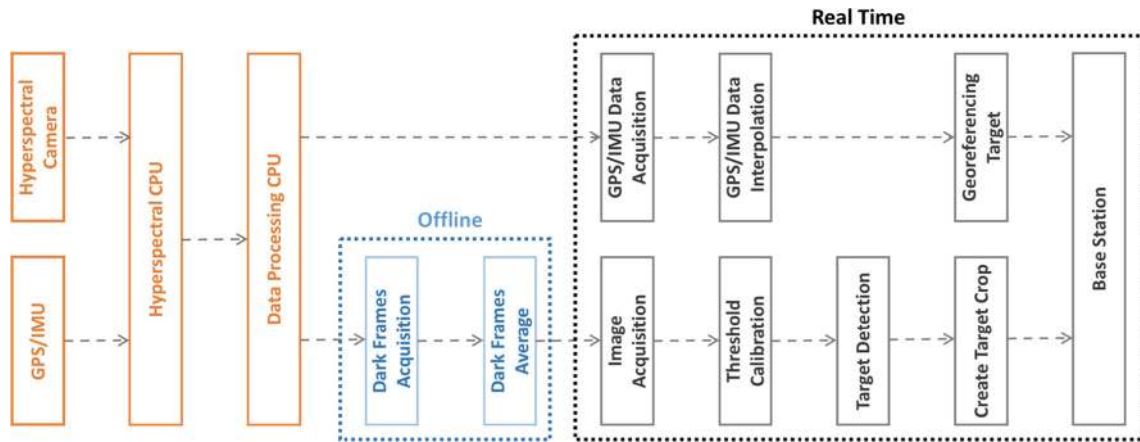 Real Time
Hyperspectral
Camera
GPS/IMU
Hyperspectral CPU
Data Processing CPU
Offline
Dark Frames
Acquisition
Dark Frames
Average
GPS/IMU Data
Acquisition
GPS/IMU Data
Interpolation
Georeferencing
Target
Image
Acquisition
Threshold
Calibration
Target Detection
Create Target Crop
Base Station